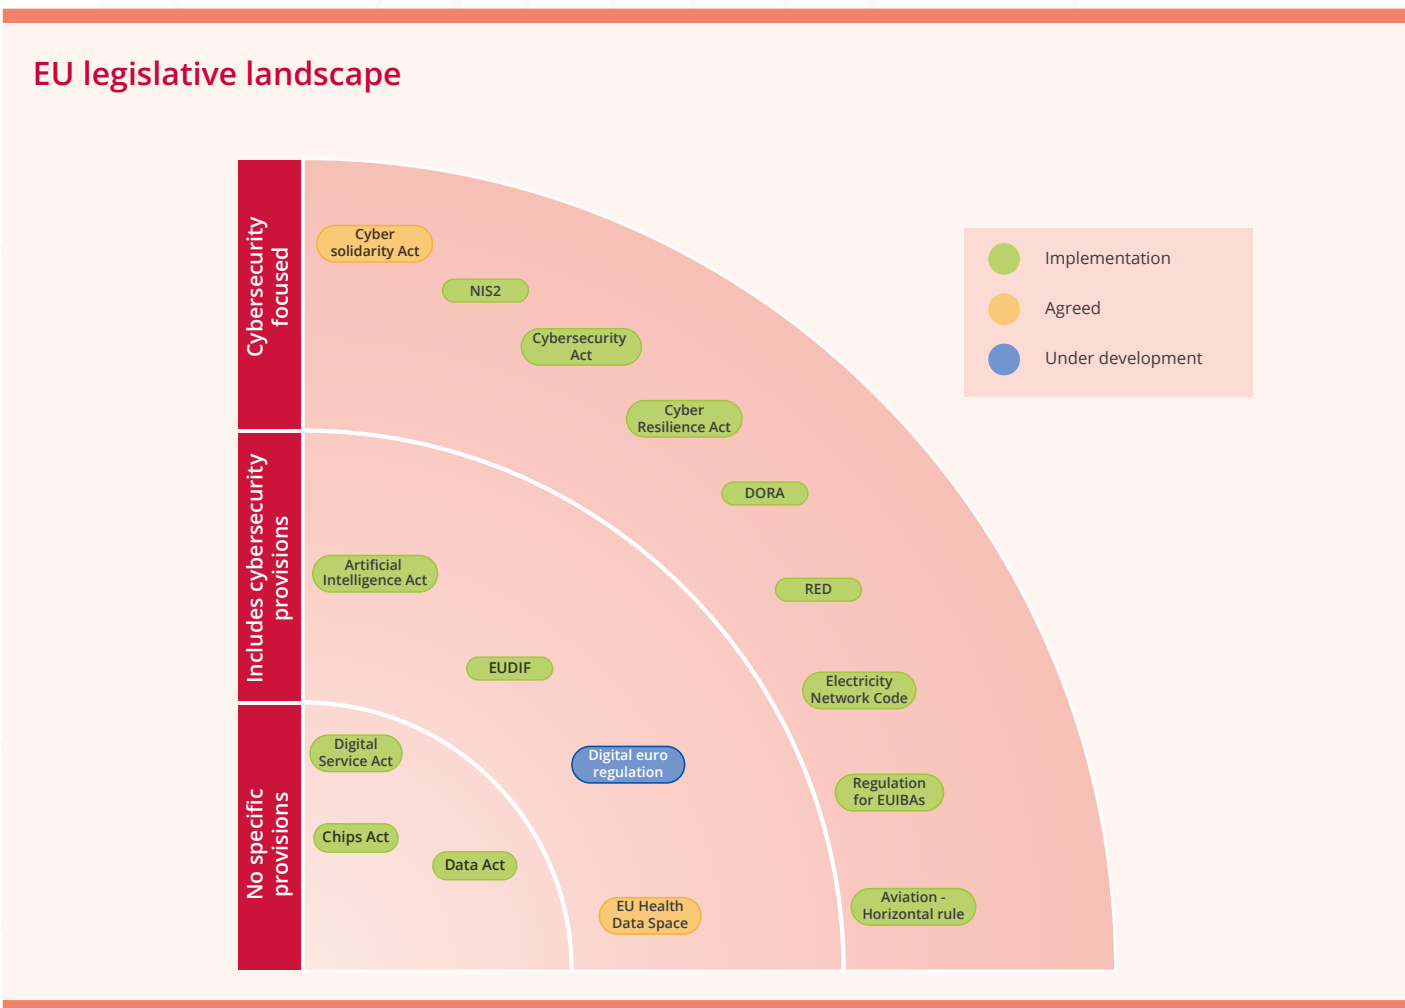 EU legislative landscape
Cybersecurity
focused
Includes cybersecurity
provisions
No specific
provisions
Cyber
solidarity Act
NIS2
Cybersecurity
Act
Cyber
Resilience Act
DORA
RED
Electricity
Network Code
Regulation
for EUIBAs
Aviation -
Horizontal rule
Artificial
Intelligence Act
EUDIF
Digital euro
regulation
EU Health
Data Space
Digital
Service Act
Chips Act
Data Act
Implementation
Agreed
Under development